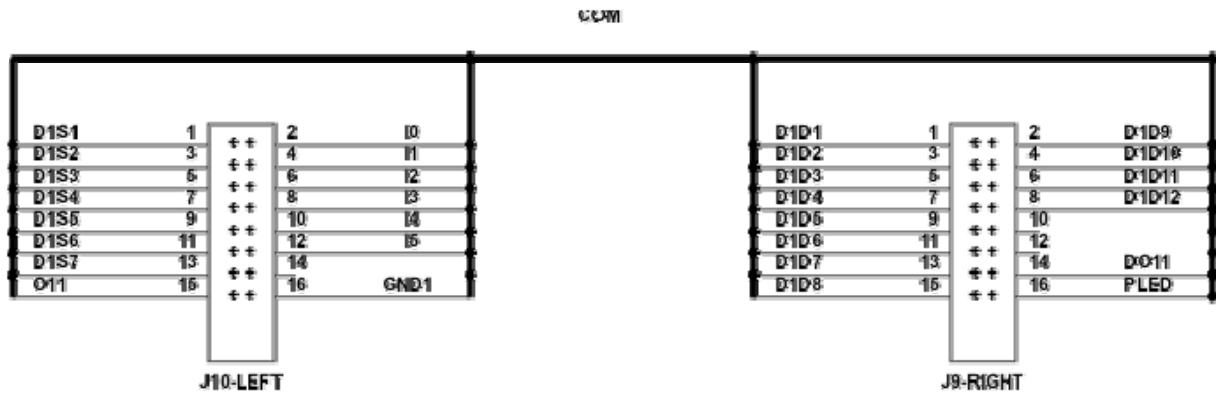 COM
D1S1 1 2 I0
D1S2 3 4 I1
D1S3 5 6 I2
D1S4 7 8 I3
D1S5 9 10 I4
D1S6 11 12 I5
D1S7 13 14
O11 15 16 GND1
J10-LEFT
D1D1 1 2 D1D9
D1D2 3 4 D1D10
D1D3 5 6 D1D11
D1D4 7 8 D1D12
D1D5 9 10
D1D6 11 12
D1D7 13 14 DO11
D1D8 15 16 PLED
J9-RIGHT